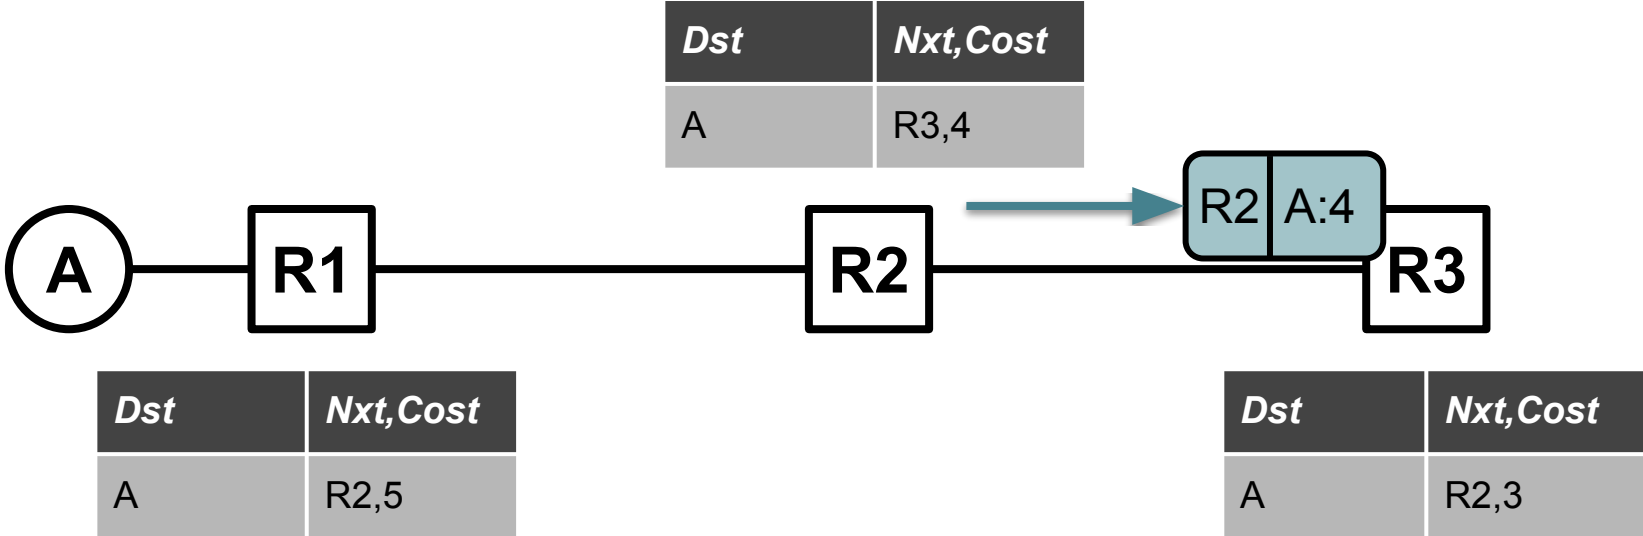 Dst Nxt,Cost
A R3,4
R2 A:4
A R1 R2 R3
Dst Nxt,Cost
A R2,5
Dst Nxt,Cost
A R2,3